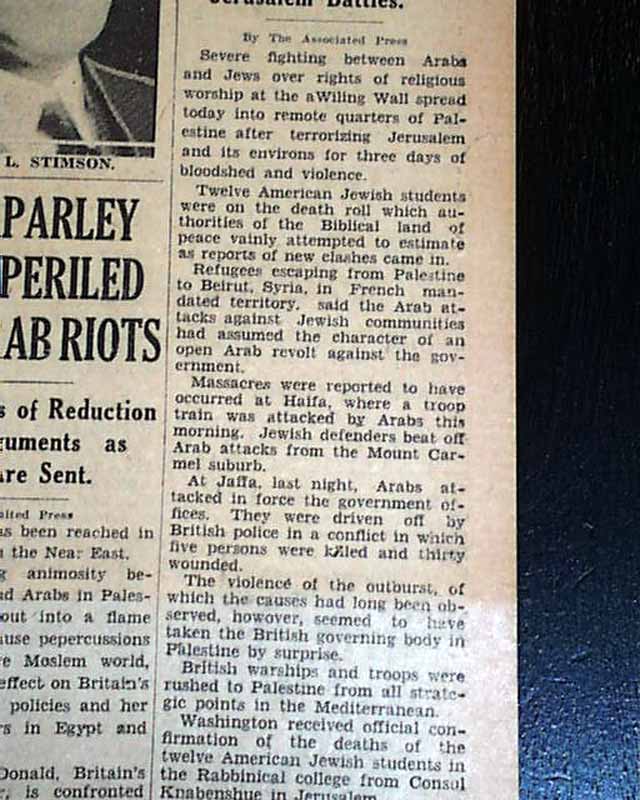 L. STIMSON.
PARLEY
PERILED
AB RIOTS
s of Reduction
guments as
re Sent.
ited Press
as been reached in
the Near East.
g animosity be-
nd Arabs in Pales-
out into a flame
ause pepercussions
e Moslem world,
effect on Britain's
policies and her
rs in Egypt and
Donald, Britain's
is confronted
Jerusalem Battles.
By The Associated Press
Severe fighting between Arabs
and Jews over rights of religious
worship at the aWiling Wall spread
today into remote quarters of Pal-
estine after terrorizing Jerusalem
and its environs for three days of
bloodshed and violence.
Twelve American Jewish students
were on the death roll which au-
thorities of the Biblical land of
peace vainly attempted to estimate
as reports of new clashes came in.
Refugees escaping from Palestine
to Beirut, Syria, in French man-
dated territory, said the Arab at-
tacks against Jewish communities
had assumed the character of an
open Arab revolt against the gov-
ernment.
Massacres were reported to have
occurred at Haifa, where a troop
train was attacked by Arabs this
morning. Jewish defenders beat off
Arab attacks from the Mount Car-
mel suburb.
At Jaffa, last night, Arabs at-
tacked in force the government of-
fices. They were driven off by
British police in a conflict in which
five persons were killed and thirty
wounded.
The violence of the outburst, of
which the causes had long been ob-
served, however, seemed to have
taken the British governing body in
Palestine by surprise.
British warships and troops were
rushed to Palestine from all strate-
gic points in the Mediterranean.
Washington received official con-
firmation of the deaths of the
twelve American Jewish students in
the Rabbinical college from Consul
Knabenshue in Jerusalem.